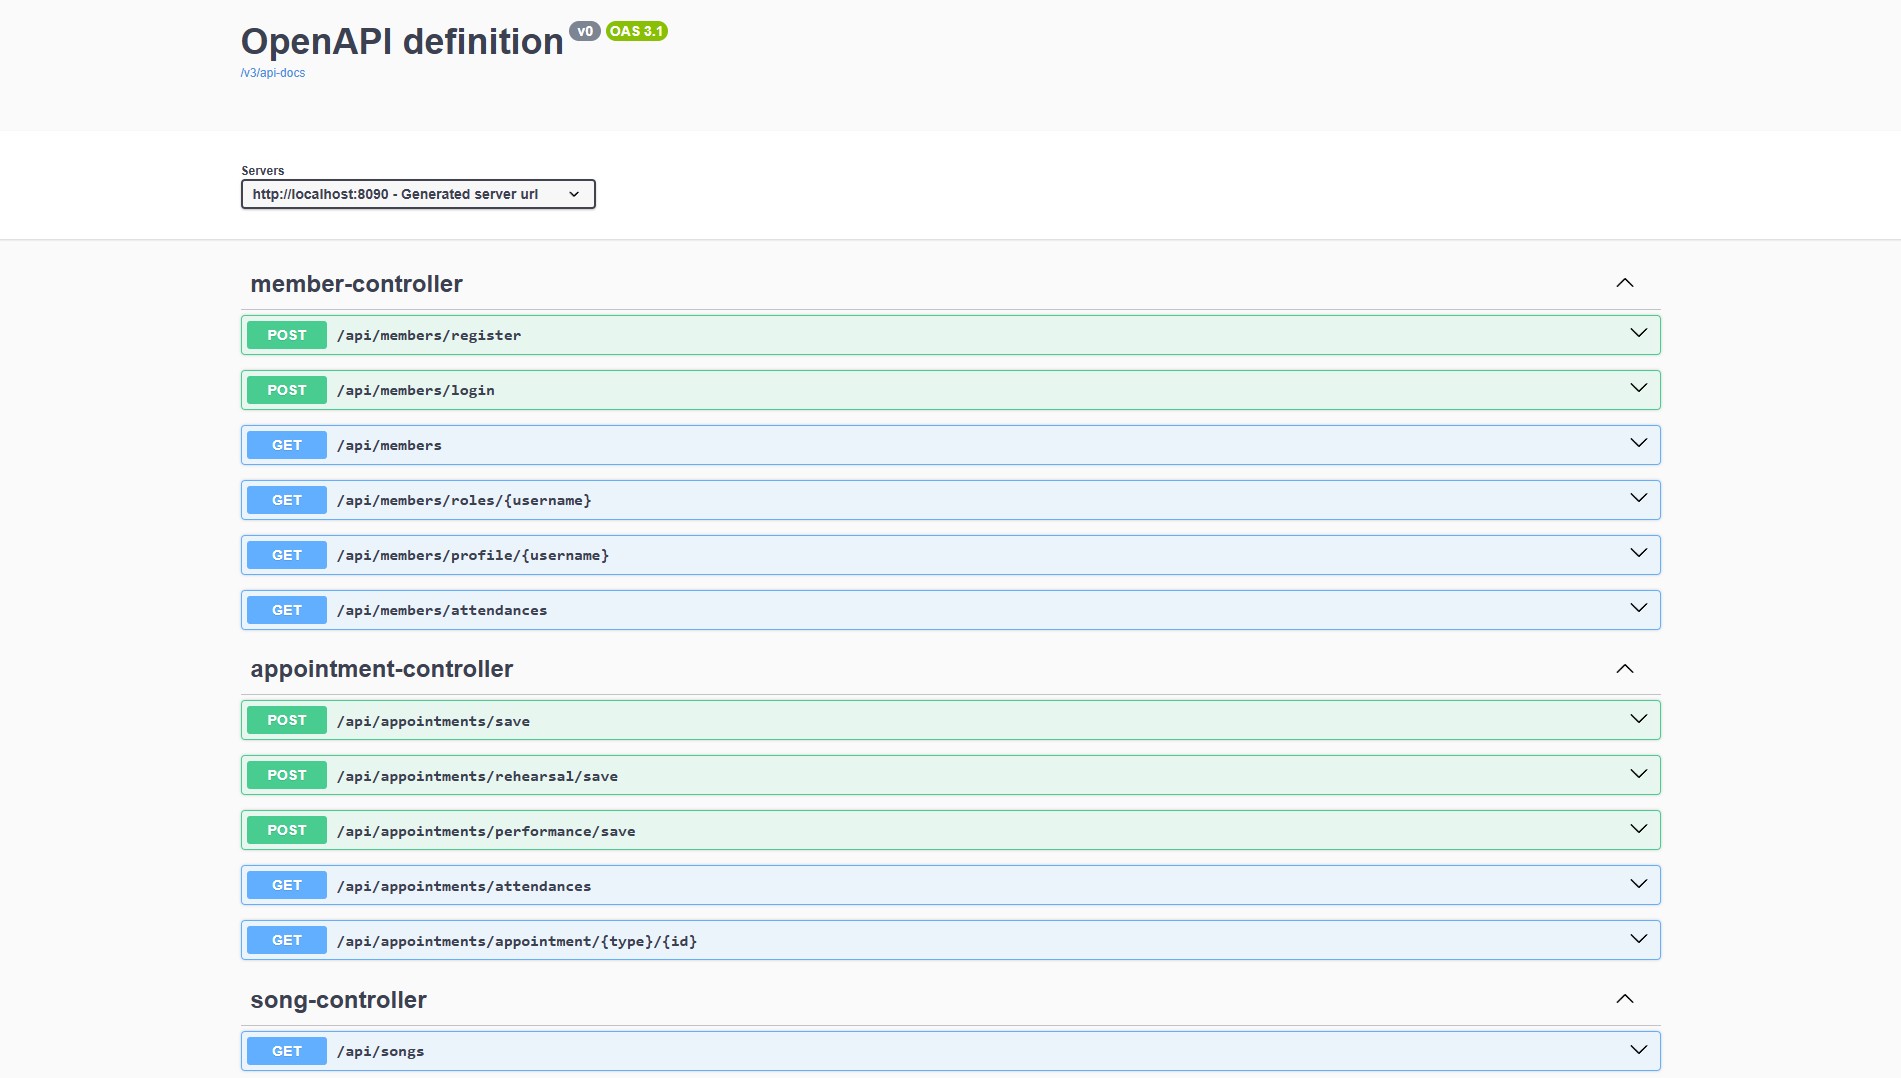 OpenAPI definition v0 OAS 3.1
/v3/api-docs
Servers
http://localhost:8090 - Generated server url
member-controller
POST /api/members/register
POST /api/members/login
GET /api/members
GET /api/members/roles/{username}
GET /api/members/profile/{username}
GET /api/members/attendances
appointment-controller
POST /api/appointments/save
POST /api/appointments/rehearsal/save
POST /api/appointments/performance/save
GET /api/appointments/attendances
GET /api/appointments/appointment/{type}/{id}
song-controller
GET /api/songs